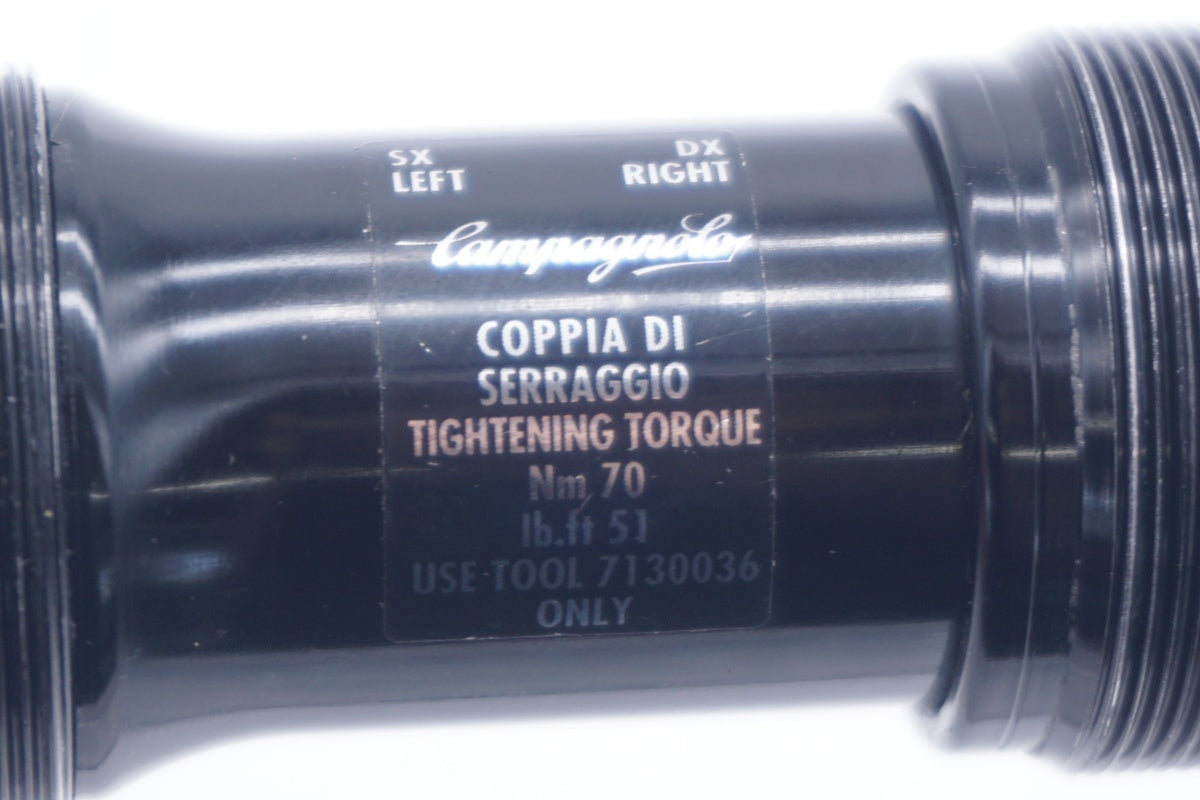 SX DX
LEFT RIGHT
Campagnolo
COPPIA DI
SERRAGGIO
TIGHTENING TORQUE
Nm 70
lb.ft 51
USE TOOL 7130036
ONLY